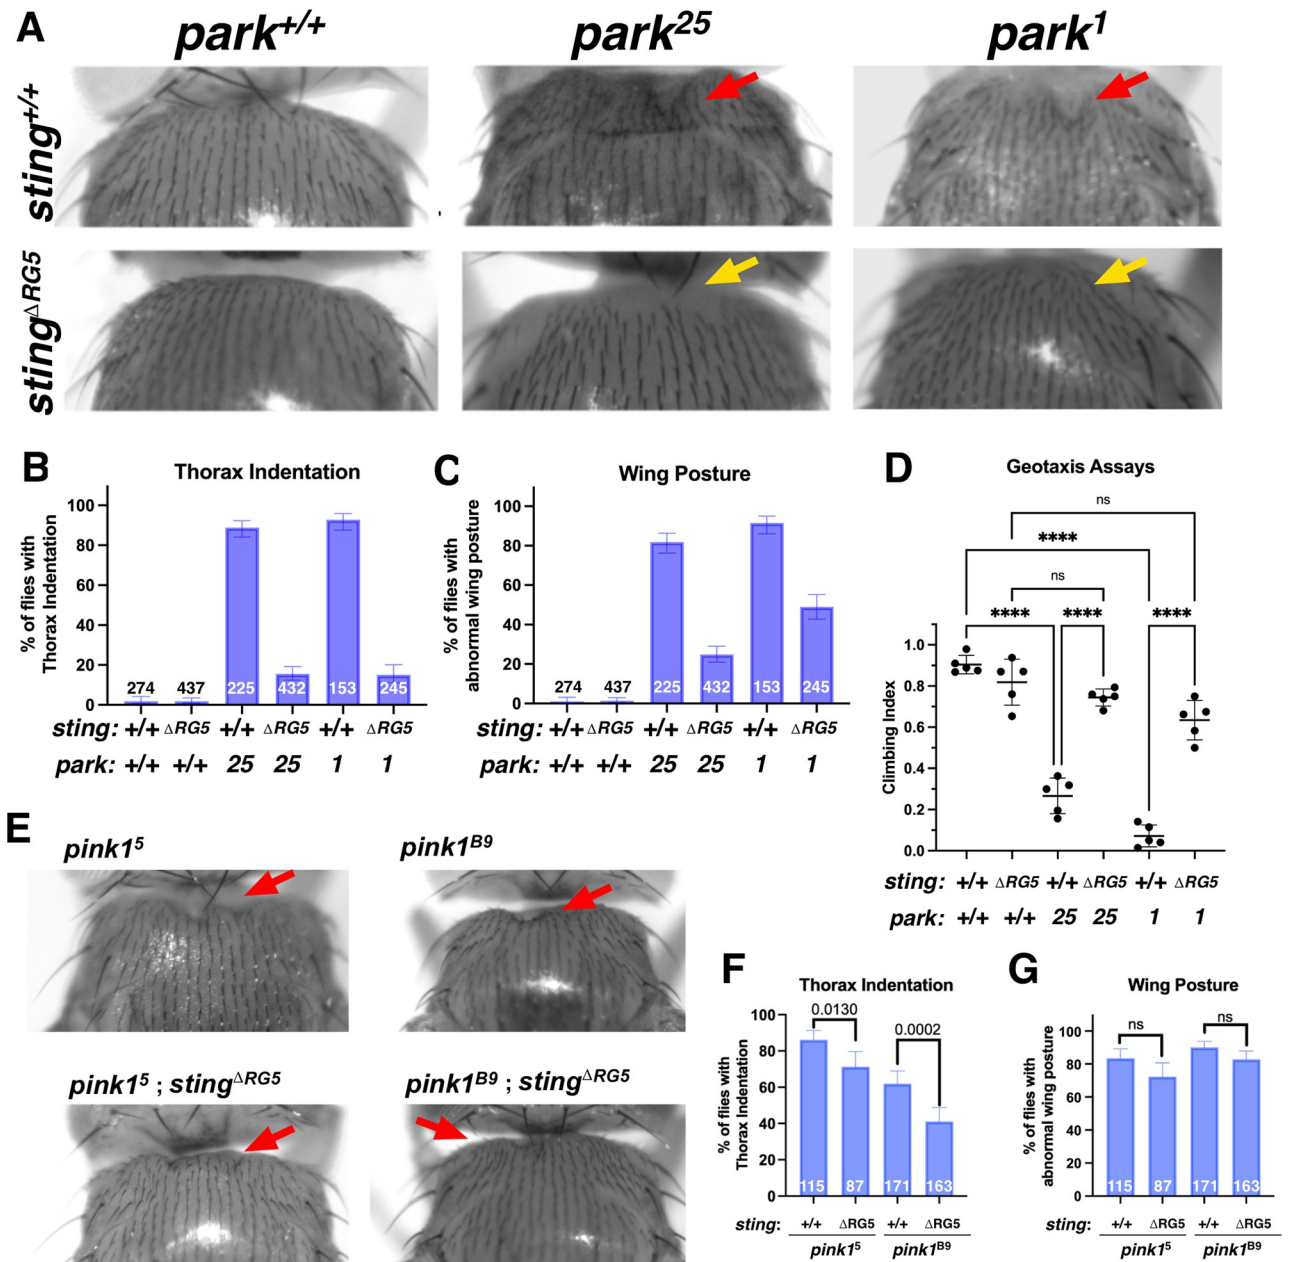 A
park+/+ park25 park1
sting+/+
stingΔRG5
B
Thorax Indentation
% of flies with
Thorax Indentation
100
80
60
40
20
0
274 437 225 432 153 245
sting: +/+ ΔRG5 +/+ ΔRG5 +/+ ΔRG5
park: +/+ +/+ 25 25 1 1
C
Wing Posture
% of flies with
abnormal wing posture
100
80
60
40
20
0
274 437 225 432 153 245
sting: +/+ ΔRG5 +/+ ΔRG5 +/+ ΔRG5
park: +/+ +/+ 25 25 1 1
D
Geotaxis Assays
ns
****
ns
**** **** ****
Climbing Index
1.0
0.8
0.6
0.4
0.2
0.0
sting: +/+ ΔRG5 +/+ ΔRG5 +/+ ΔRG5
park: +/+ +/+ 25 25 1 1
E
pink15 pink1B9
pink15 ; stingΔRG5 pink1B9 ; stingΔRG5
F
Thorax Indentation
% of flies with
Thorax Indentation
100
80
60
40
20
0
0.0130
0.0002
115 87 171 163
sting: +/+ ΔRG5 +/+ ΔRG5
pink15 pink1B9
G
Wing Posture
% of flies with
abnormal wing posture
100
80
60
40
20
0
ns ns
115 87 171 163
sting: +/+ ΔRG5 +/+ ΔRG5
pink15 pink1B9